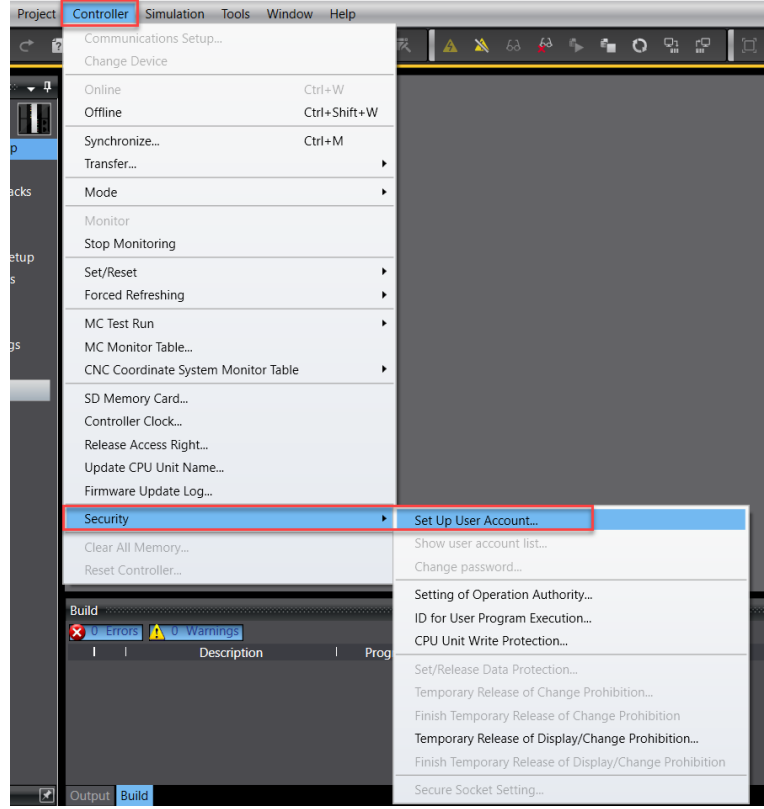 Project Controller Simulation Tools Window Help
Communications Setup...
Change Device
Online Ctrl+W
Offline Ctrl+Shift+W
Synchronize... Ctrl+M
Transfer...
Mode
Monitor
Stop Monitoring
Set/Reset
Forced Refreshing
MC Test Run
MC Monitor Table...
CNC Coordinate System Monitor Table
SD Memory Card...
Controller Clock...
Release Access Right...
Update CPU Unit Name...
Firmware Update Log...
Security
Clear All Memory...
Reset Controller...
Set Up User Account...
Show user account list...
Change password...
Setting of Operation Authority...
ID for User Program Execution...
CPU Unit Write Protection...
Set/Release Data Protection...
Temporary Release of Change Prohibition...
Finish Temporary Release of Change Prohibition
Temporary Release of Display/Change Prohibition...
Finish Temporary Release of Display/Change Prohibition
Secure Socket Setting...
p
acks
etup
s
gs
Build
0 Errors 0 Warnings
Description Prog
Output Build